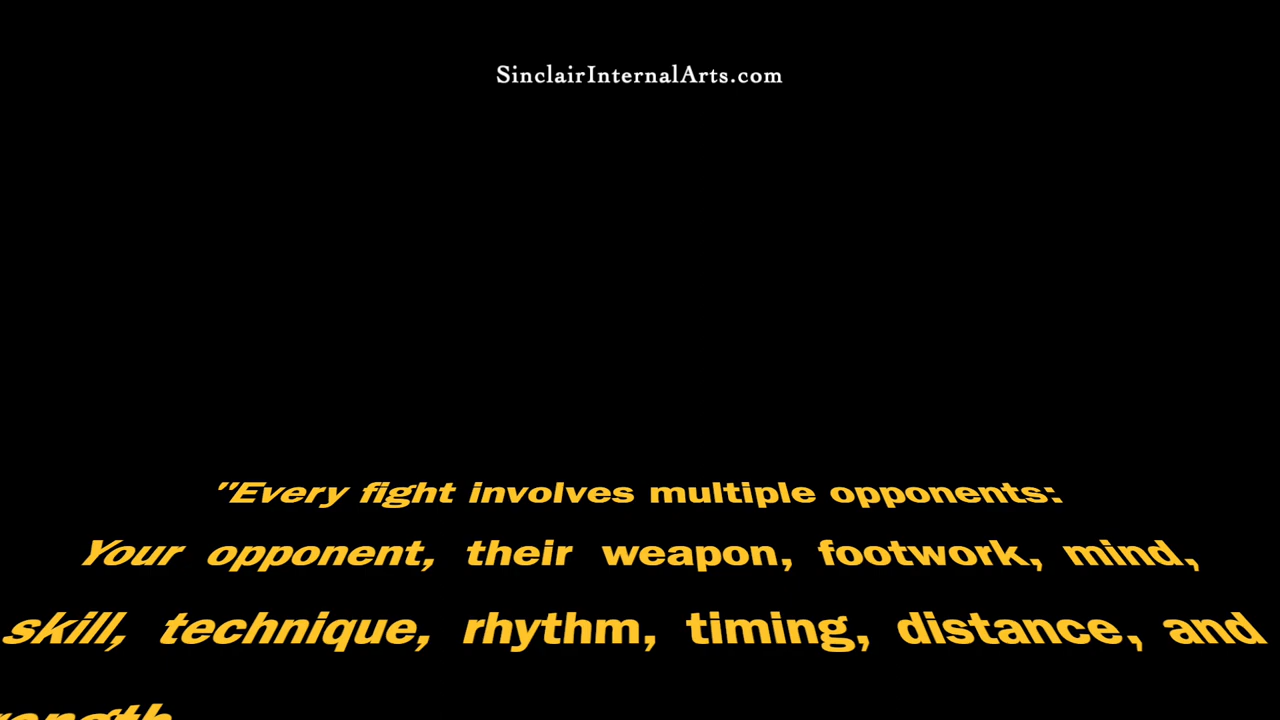 SinclairInternalArts.com
"Every fight involves multiple opponents:
Your opponent, their weapon, footwork, mind,
skill, technique, rhythm, timing, distance, and